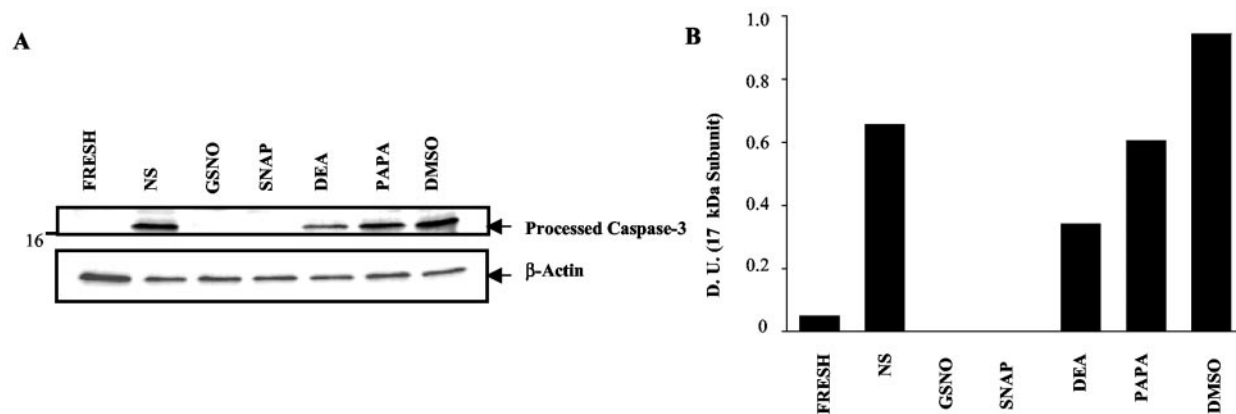 A
FRESH
NS
GSNO
SNAP
DEA
PAPA
DMSO
Processed Caspase-3
16
β-Actin
B
D. U. (17 kDa Subunit)
1.0
0.8
0.6
0.4
0.2
0
FRESH
NS
GSNO
SNAP
DEA
PAPA
DMSO